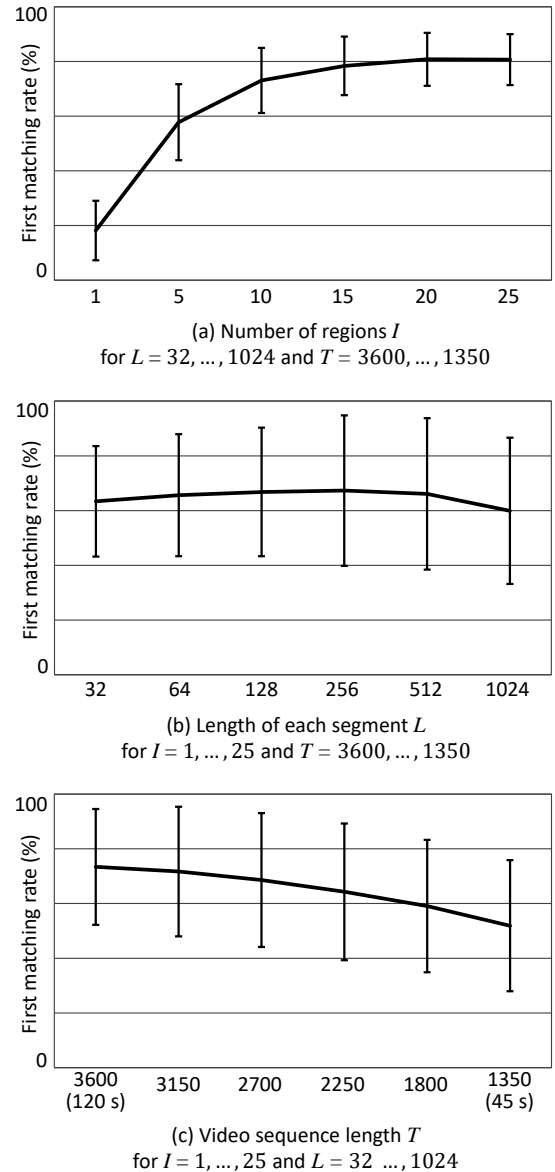 100
First matching rate (%)
0
1 5 10 15 20 25
(a) Number of regions I
for L = 32, ..., 1024 and T = 3600, ..., 1350
100
First matching rate (%)
0
32 64 128 256 512 1024
(b) Length of each segment L
for I = 1, ..., 25 and T = 3600, ..., 1350
100
First matching rate (%)
0
3600 3150 2700 2250 1800 1350
(120 s) (45 s)
(c) Video sequence length T
for I = 1, ..., 25 and L = 32 ..., 1024